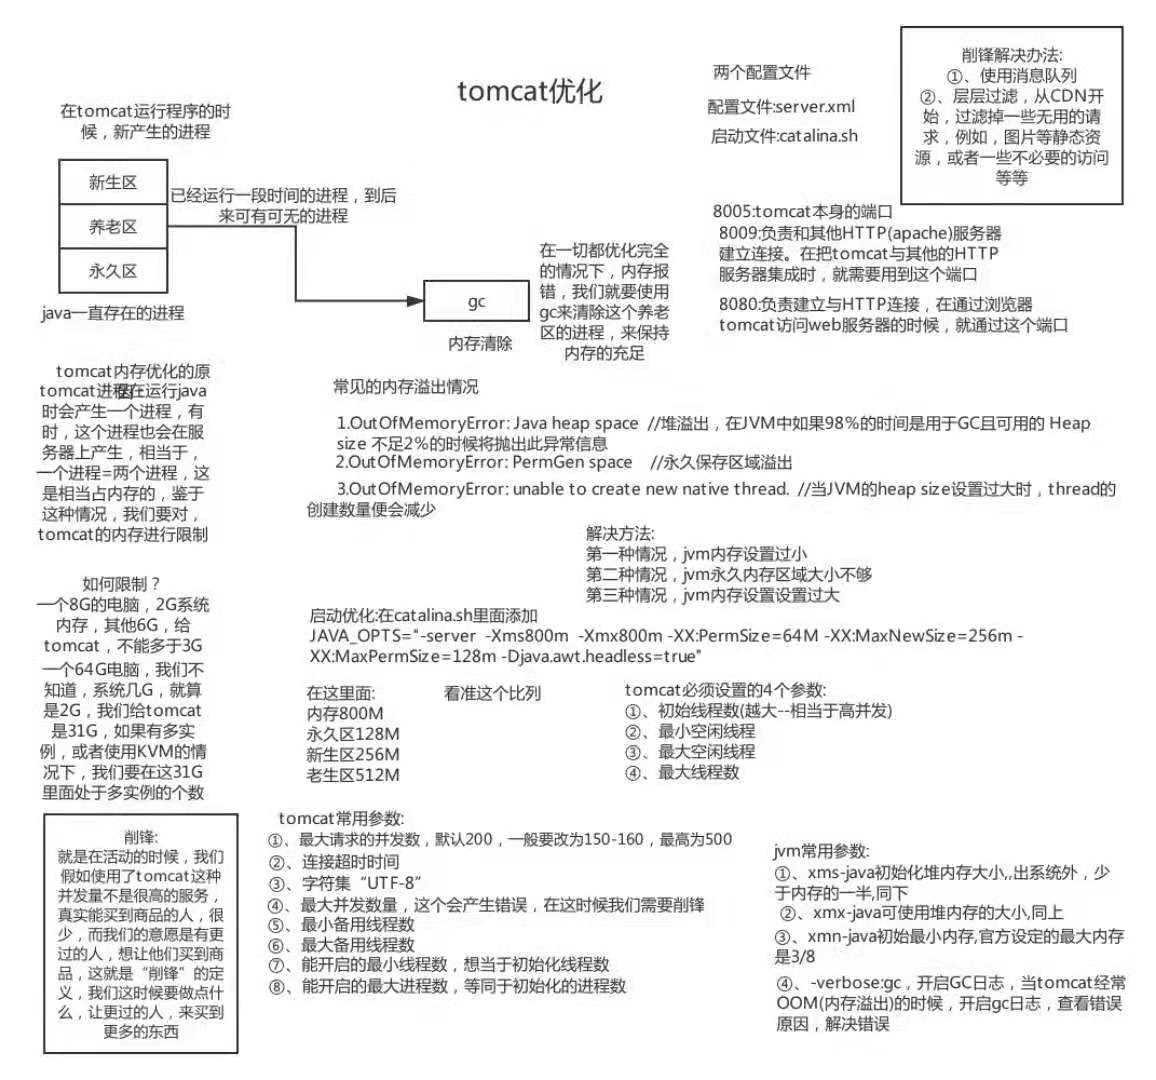 tomcat优化
在tomcat运行程序的时
候，新产生的进程
新生区
养老区
永久区
java一直存在的进程
已经运行一段时间的进程，到后
来可有可无的进程
gc
内存清除
在一切都优化完全
的情况下，内存报
错，我们就要使用
gc来清除这个养老
区的进程，来保持
内存的充足
两个配置文件
配置文件:server.xml
启动文件:catalina.sh
削锋解决办法:
①、使用消息队列
②、层层过滤，从CDN开
始，过滤掉一些无用的请
求，例如，图片等静态资
源，或者一些不必要的访问
等等
8005:tomcat本身的端口
8009:负责和其他HTTP(apache)服务器
建立连接。在把tomcat与其他的HTTP
服务器集成时，就需要用到这个端口
8080:负责建立与HTTP连接，在通过浏览器
tomcat访问web服务器的时候，就通过这个端口
tomcat内存优化的原
tomcat进程在运行java
时会产生一个进程，有
时，这个进程也会在服
务器上产生，相当于，
一个进程=两个进程，这
是相当占内存的，鉴于
这种情况，我们要对，
tomcat的内存进行限制
常见的内存溢出情况
1.OutOfMemoryError: Java heap space  //堆溢出，在JVM中如果98%的时间是用于GC且可用的 Heap
size 不足2%的时候将抛出此异常信息
2.OutOfMemoryError: PermGen space   //永久保存区域溢出
3.OutOfMemoryError: unable to create new native thread.  //当JVM的heap size设置过大时，thread的
创建数量便会减少
解决方法:
第一种情况，jvm内存设置过小
第二种情况，jvm永久内存区域大小不够
第三种情况，jvm内存设置设置过大
如何限制？
一个8G的电脑，2G系统
内存，其他6G，给
tomcat，不能多于3G
一个64G电脑，我们不
知道，系统几G，就算
是2G，我们给tomcat
是31G，如果有多实
例，或者使用KVM的情
况下，我们要在这31G
里面处于多实例的个数
启动优化:在catalina.sh里面添加
JAVA_OPTS="-server  -Xms800m  -Xmx800m -XX:PermSize=64M -XX:MaxNewSize=256m -
XX:MaxPermSize=128m -Djava.awt.headless=true"
在这里面:
内存800M
永久区128M
新生区256M
老生区512M
看准这个比列
tomcat必须设置的4个参数:
①、初始线程数(越大--相当于高并发)
②、最小空闲线程
③、最大空闲线程
④、最大线程数
削锋:
就是在活动的时候，我们
假如使用了tomcat这种
并发量不是很高的服务，
真实能买到商品的人，很
少，而我们的意愿是有更
过的人，想让他们买到商
品，这就是“削锋”的定
义，我们这时候要做点什
么，让更过的人，来买到
更多的东西
tomcat常用参数:
①、最大请求的并发数，默认200，一般要改为150-160，最高为500
②、连接超时时间
③、字符集“UTF-8”
④、最大并发数量，这个会产生错误，在这时候我们需要削锋
⑤、最小备用线程数
⑥、最大备用线程数
⑦、能开启的最小线程数，想当于初始化线程数
⑧、能开启的最大进程数，等同于初始化的进程数
jvm常用参数:
①、xms-java初始化堆内存大小,,出系统外，少
于内存的一半,同下
②、xmx-java可使用堆内存的大小,同上
③、xmn-java初始最小内存,官方设定的最大内存
是3/8
④、-verbose:gc，开启GC日志，当tomcat经常
OOM(内存溢出)的时候，开启gc日志，查看错误
原因，解决错误